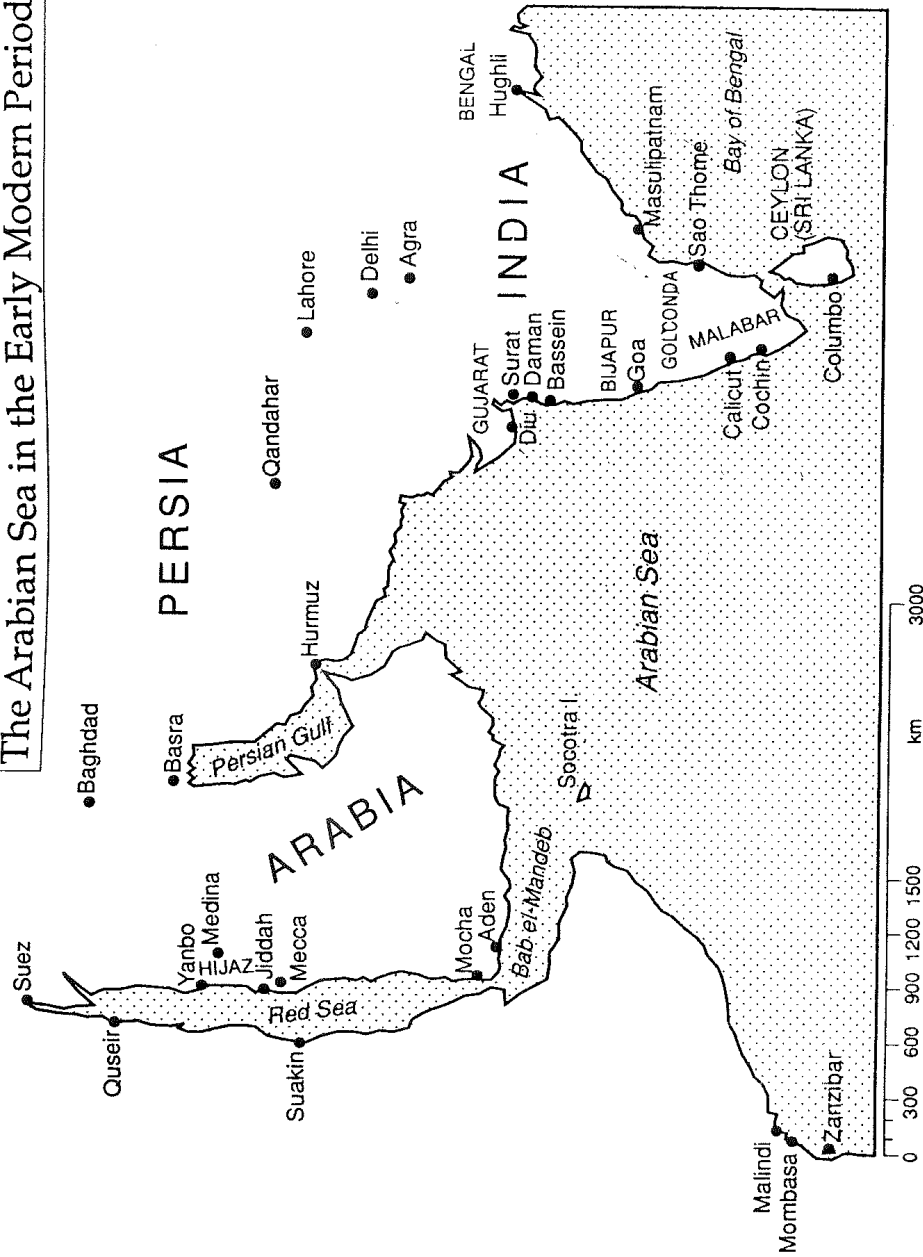 The Arabian Sea in the Early Modern Period
Suez
Quseir
Yanbo
Medina
HIJAZ
Jiddah
Mecca
Red Sea
Suakin
Mocha
Aden
Bab el-Mandeb
Baghdad
Basra
Persian Gulf
ARABIA
Hurmuz
PERSIA
Qandahar
Lahore
Delhi
Agra
INDIA
GUJARAT
Surat
Daman
Bassein
Diu
BIJAPUR
Goa
GOLCONDA
MALABAR
Calicut
Cochin
BENGAL
Hughli
Masulipatnam
Sao Thome
Bay of Bengal
CEYLON
(SRI LANKA)
Columbo
Arabian Sea
Socotra I.
Malindi
Mombasa
Zanzibar
0 300 600 900 1200 1500 km 3000